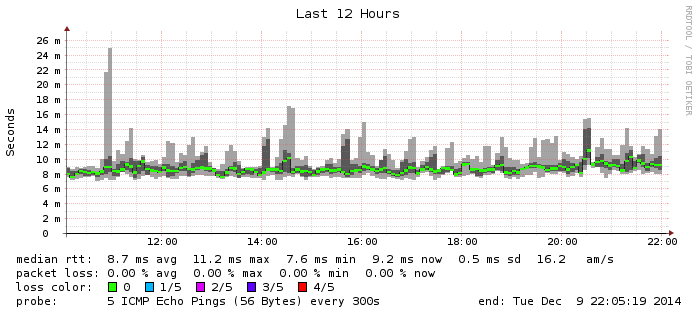 Last 12 Hours
RRDTOOL / TOBI OETIKER
Seconds
26 m
24 m
22 m
20 m
18 m
16 m
14 m
12 m
10 m
8 m
6 m
4 m
2 m
0
12:00 14:00 16:00 18:00 20:00 22:00
median rtt: 8.7 ms avg 11.2 ms max 7.6 ms min 9.2 ms now 0.5 ms sd 16.2 am/s
packet loss: 0.00 % avg 0.00 % max 0.00 % min 0.00 % now
loss color: 0 1/5 2/5 3/5 4/5
probe: 5 ICMP Echo Pings (56 Bytes) every 300s end: Tue Dec 9 22:05:19 2014